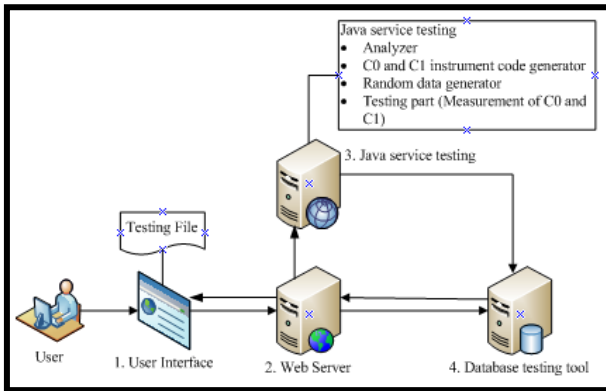 Java service testing
• Analyzer
• C0 and C1 instrument code generator
• Random data generator
• Testing part (Measurement of C0 and
C1)
3. Java service testing
Testing File
User
1. User Interface
2. Web Server
4. Database testing tool